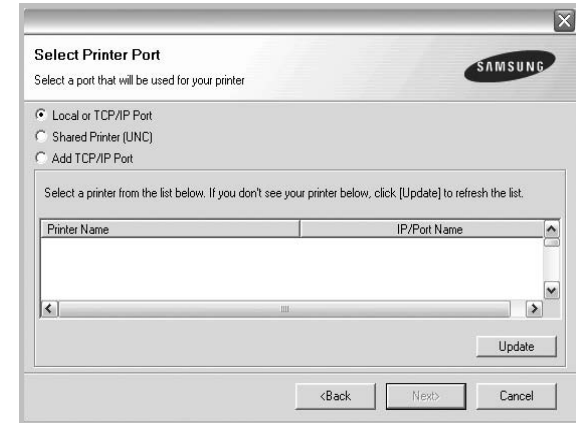 Select Printer Port
Select a port that will be used for your printer
SAMSUNG
Local or TCP/IP Port
Shared Printer (UNC)
Add TCP/IP Port
Select a printer from the list below. If you don't see your printer below, click [Update] to refresh the list.
Printer Name IP/Port Name
Update
<Back Next> Cancel